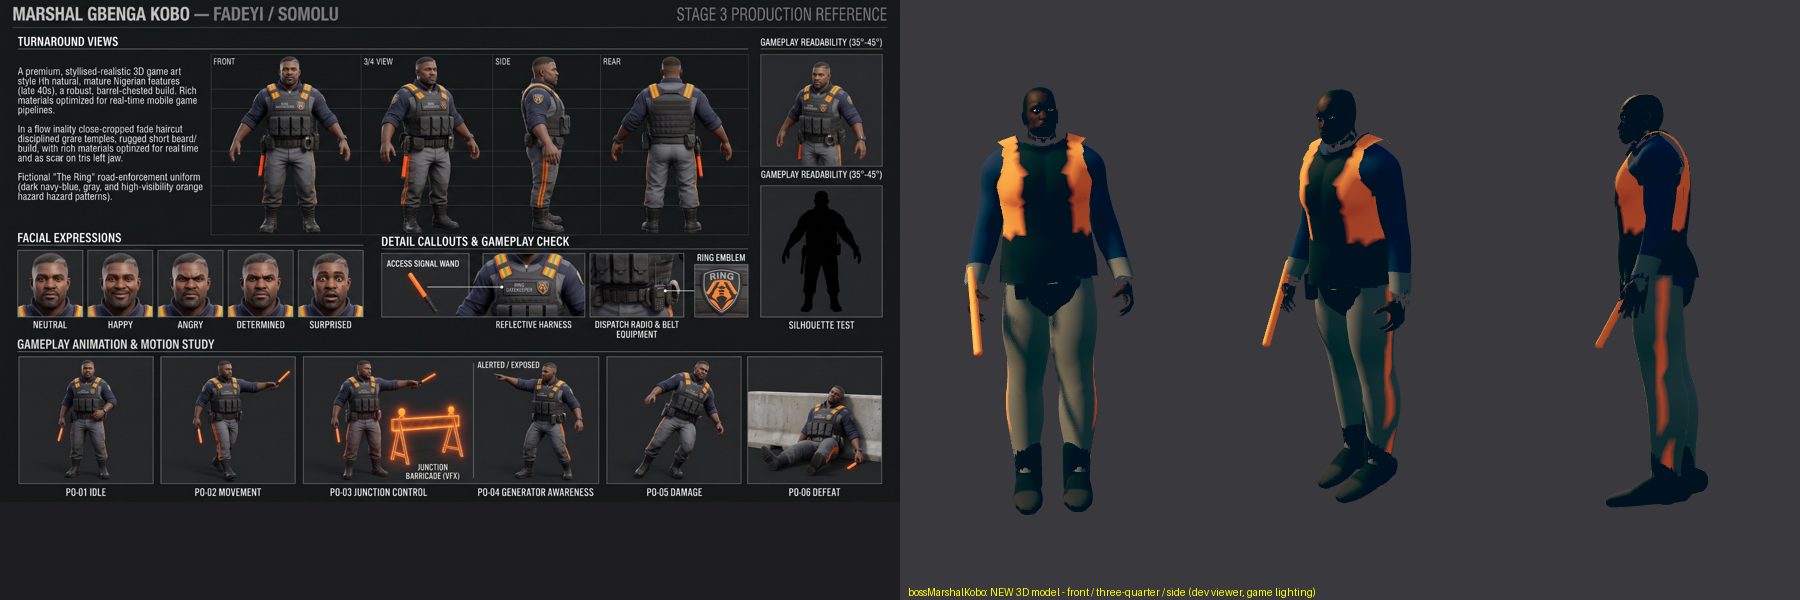 MARSHAL GBENGA KOBO — FADEYI / SOMOLU
STAGE 3 PRODUCTION REFERENCE
TURNAROUND VIEWS
A premium, styllised-realistic 3D game art
style Hh natural, mature Nigerian features
(late 40s), a robust, barrel-chested build. Rich
materials optimized for real-time mobile game
pipelines.
In a flow inality close-cropped fade haircut
disciplined grare temples, rugged short beard/
build, with rich materials optimzed for real time
and as scar on tris left jaw.
Fictional "The Ring" road-enforcement uniform
(dark navy-blue, gray, and high-visibility orange
hazard hazard patterns).
FRONT
3/4 VIEW
SIDE
REAR
GAMEPLAY READABILITY (35°-45°)
GAMEPLAY READABILITY (35°-45°)
SILHOUETTE TEST
FACIAL EXPRESSIONS
NEUTRAL
HAPPY
ANGRY
DETERMINED
SURPRISED
DETAIL CALLOUTS & GAMEPLAY CHECK
ACCESS SIGNAL WAND
RING
GATEKEEPER
REFLECTIVE HARNESS
DISPATCH RADIO & BELT
EQUIPMENT
RING EMBLEM
RING
GAMEPLAY ANIMATION & MOTION STUDY
PO-01 IDLE
PO-02 MOVEMENT
JUNCTION
BARRICADE (VFX)
PO-03 JUNCTION CONTROL
ALERTED / EXPOSED
PO-04 GENERATOR AWARENESS
PO-05 DAMAGE
PO-06 DEFEAT
bossMarshalKobo: NEW 3D model - front / three-quarter / side (dev viewer, game lighting)